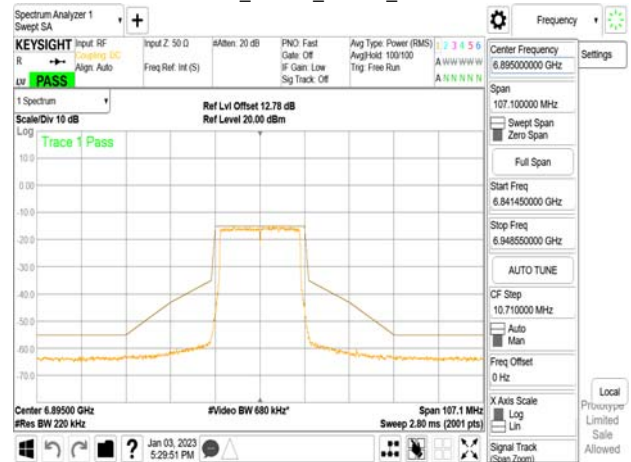 Spectrum Analyzer 1
Swept SA
+
Frequency
KEYSIGHT
R
LW PASS
Input: RF
Coupling: DC
Align: Auto
Input Z: 50 Ω
Freq Ref: Int (S)
#Atten: 20 dB
PNO: Fast
Gate: Off
IF Gain: Low
Sig Track: Off
Avg Type: Power (RMS)
Avg|Hold: 100/100
Trig: Free Run
1 2 3 4 5 6
A W W W W W
A N N N N N
1 Spectrum
Scale/Div 10 dB
Ref Lvl Offset 12.78 dB
Ref Level 20.00 dBm
Log
Trace 1 Pass
10.0
0.00
-10.0
-20.0
-30.0
-40.0
-50.0
-60.0
-70.0
Center 6.89500 GHz
#Video BW 680 kHz*
Span 107.1 MHz
#Res BW 220 kHz
Sweep 2.80 ms (2001 pts)
Jan 03, 2023
5:29:51 PM
?
Center Frequency
6.895000000 GHz
Settings
Span
107.100000 MHz
Swept Span
Zero Span
Full Span
Start Freq
6.841450000 GHz
Stop Freq
6.948550000 GHz
AUTO TUNE
CF Step
10.710000 MHz
Auto
Man
Freq Offset
0 Hz
X Axis Scale
Log
Lin
Local
Prototype
Limited
Sale
Allowed
Signal Track
(Span Zoom)